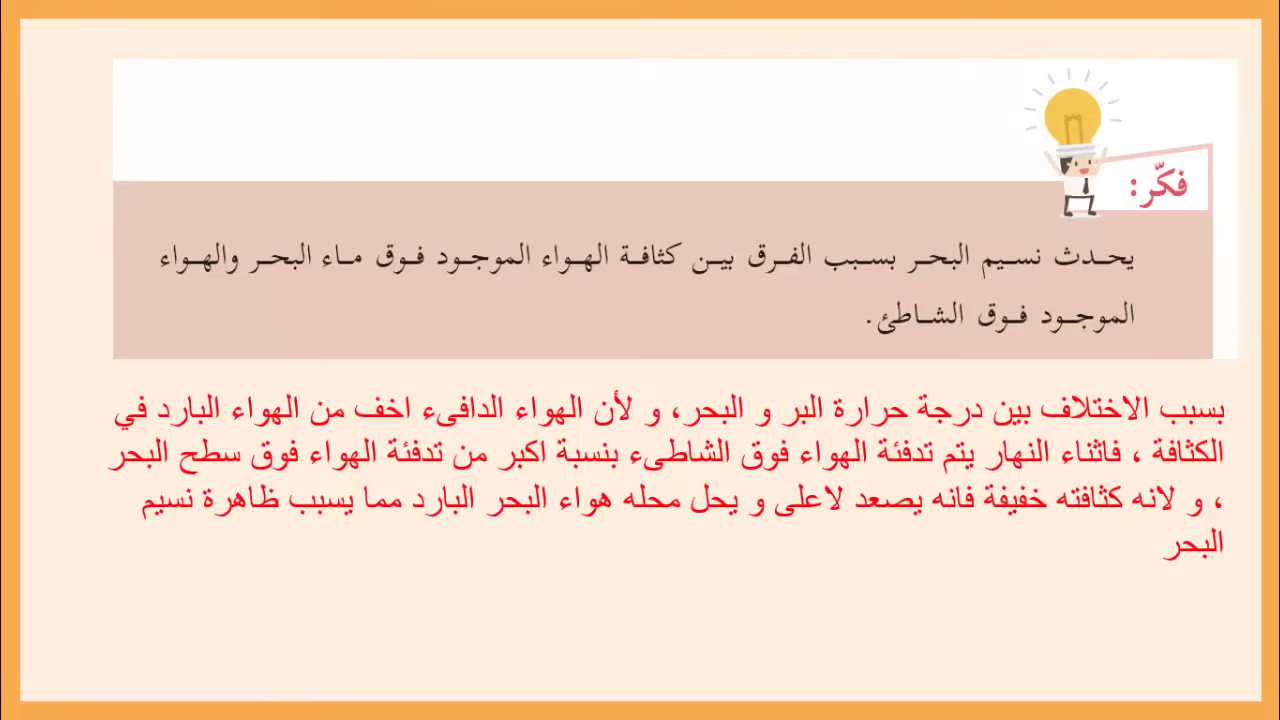 فكّر:
يحدث نسيم البحر بسبب الفرق بين كثافة الهواء الموجود فوق ماء البحر والهواء
الموجود فوق الشاطئ.
بسبب الاختلاف بين درجة حرارة البر و البحر، و لأن الهواء الدافىء اخف من الهواء البارد في
الكثافة ، فاثناء النهار يتم تدفئة الهواء فوق الشاطىء بنسبة اكبر من تدفئة الهواء فوق سطح البحر
، و لانه كثافته خفيفة فانه يصعد لاعلى و يحل محله هواء البحر البارد مما يسبب ظاهرة نسيم
البحر